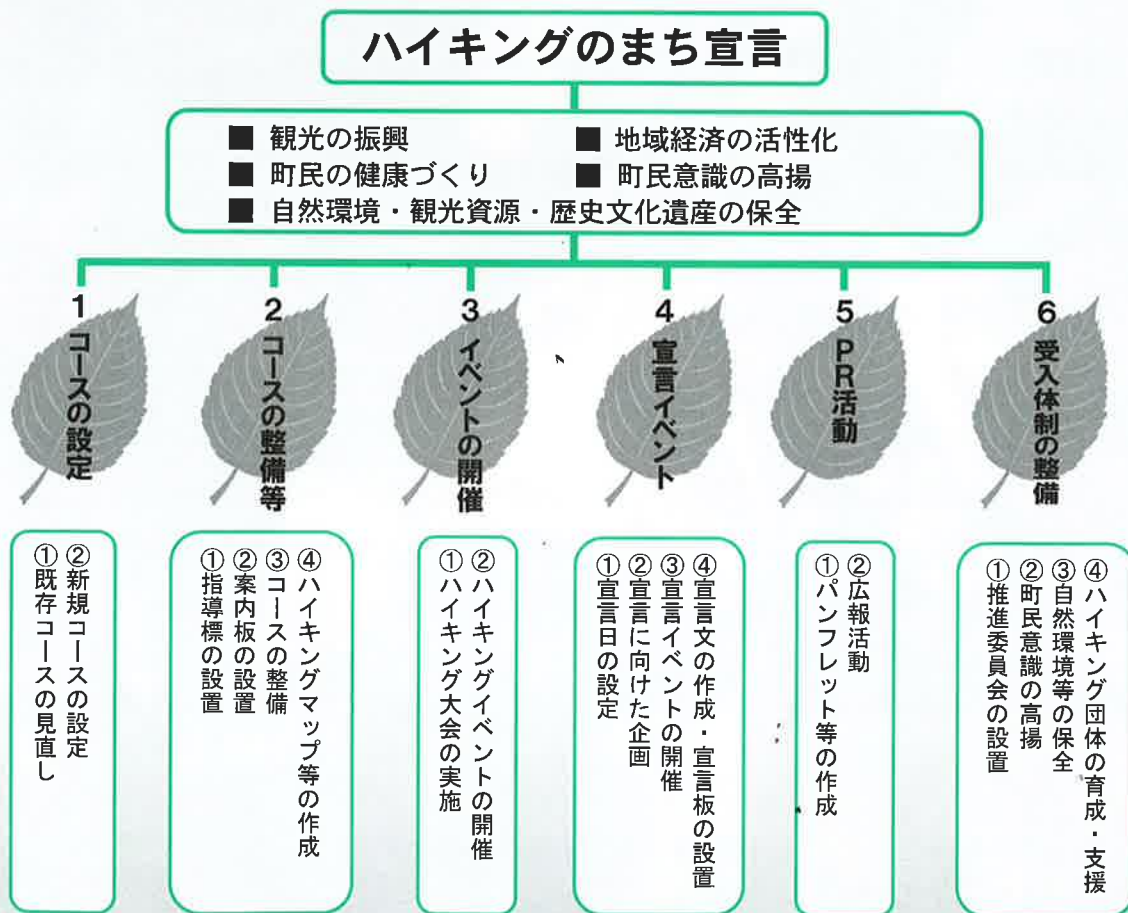 ハイキングのまち宣言
■ 観光の振興
■ 地域経済の活性化
■ 町民の健康づくり
■ 町民意識の高揚
■ 自然環境・観光資源・歴史文化遺産の保全
1 コースの設定
①既存コースの見直し
②新規コースの設定
2 コースの整備等
①指導標の設置
②案内板の設置
③コースの整備
④ハイキングマップ等の作成
3 イベントの開催
①ハイキング大会の実施
②ハイキングイベントの開催
4 宣言イベント
①宣言日の設定
②宣言に向けた企画
③宣言イベントの開催
④宣言文の作成・宣言板の設置
5 PR活動
①パンフレット等の作成
②広報活動
6 受入体制の整備
①推進委員会の設置
②町民意識の高揚
③自然環境等の保全
④ハイキング団体の育成・支援